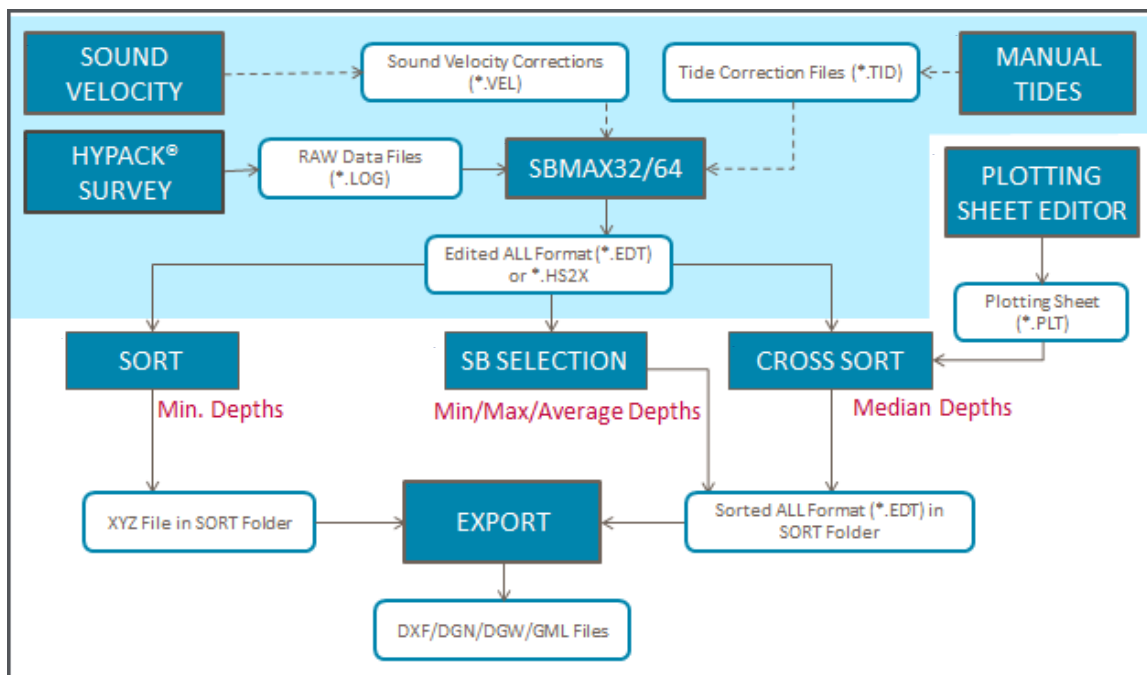 SOUND
VELOCITY
Sound Velocity Corrections
(*.VEL)
Tide Correction Files (*.TID)
MANUAL
TIDES
HYPACK®
SURVEY
RAW Data Files
(*.LOG)
SBMAX32/64
PLOTTING
SHEET EDITOR
Edited ALL Format (*.EDT)
or *.HS2X
Plotting Sheet
(*.PLT)
SORT
SB SELECTION
CROSS SORT
Min. Depths
Min/Max/Average Depths
Median Depths
XYZ File in SORT Folder
EXPORT
Sorted ALL Format (*.EDT) in
SORT Folder
DXF/DGN/DGW/GML Files